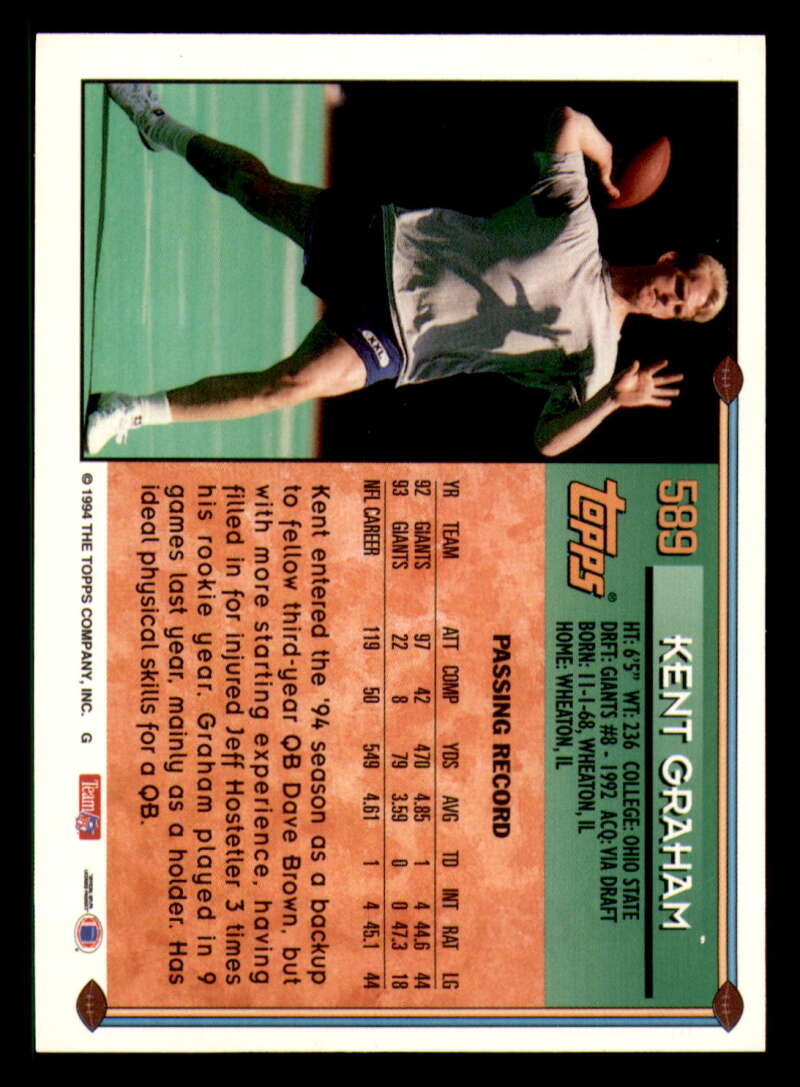 589
KENT GRAHAM
Topps®
HT: 6'5" WT: 236 COLLEGE: OHIO STATE
DRFT: GIANTS #8 - 1992 ACQ: VIA DRAFT
BORN: 11-1-68, WHEATON, IL
HOME: WHEATON, IL
PASSING RECORD
YR TEAM ATT COMP YDS AVG TD INT RAT LG
92 GIANTS 97 42 470 4.85 1 4 44.6 44
93 GIANTS 22 8 79 3.59 0 0 47.3 18
NFL CAREER 119 50 549 4.61 1 4 45.1 44
Kent entered the '94 season as a backup
to fellow third-year QB Dave Brown, but
with more starting experience, having
filled in for injured Jeff Hostetler 3 times
his rookie year. Graham played in 9
games last year, mainly as a holder. Has
ideal physical skills for a QB.
XXL
© 1994 THE TOPPS COMPANY, INC. G
Team